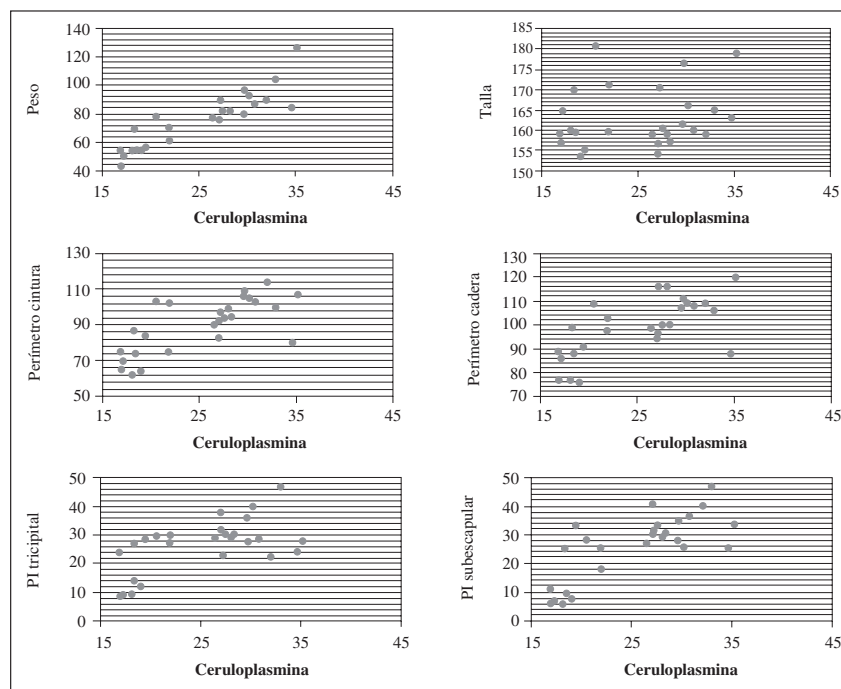 Peso
140
120
100
80
60
40
15 25 35 45
Ceruloplasmina
Talla
185
180
175
170
165
160
155
150
15 25 35 45
Ceruloplasmina
Perímetro cintura
130
110
90
70
50
15 25 35 45
Ceruloplasmina
Perímetro cadera
130
120
110
100
90
80
70
15 25 35 45
Ceruloplasmina
PI tricipital
50
40
30
20
10
0
15 25 35 45
Ceruloplasmina
PI subescapular
50
40
30
20
10
0
15 25 35 45
Ceruloplasmina